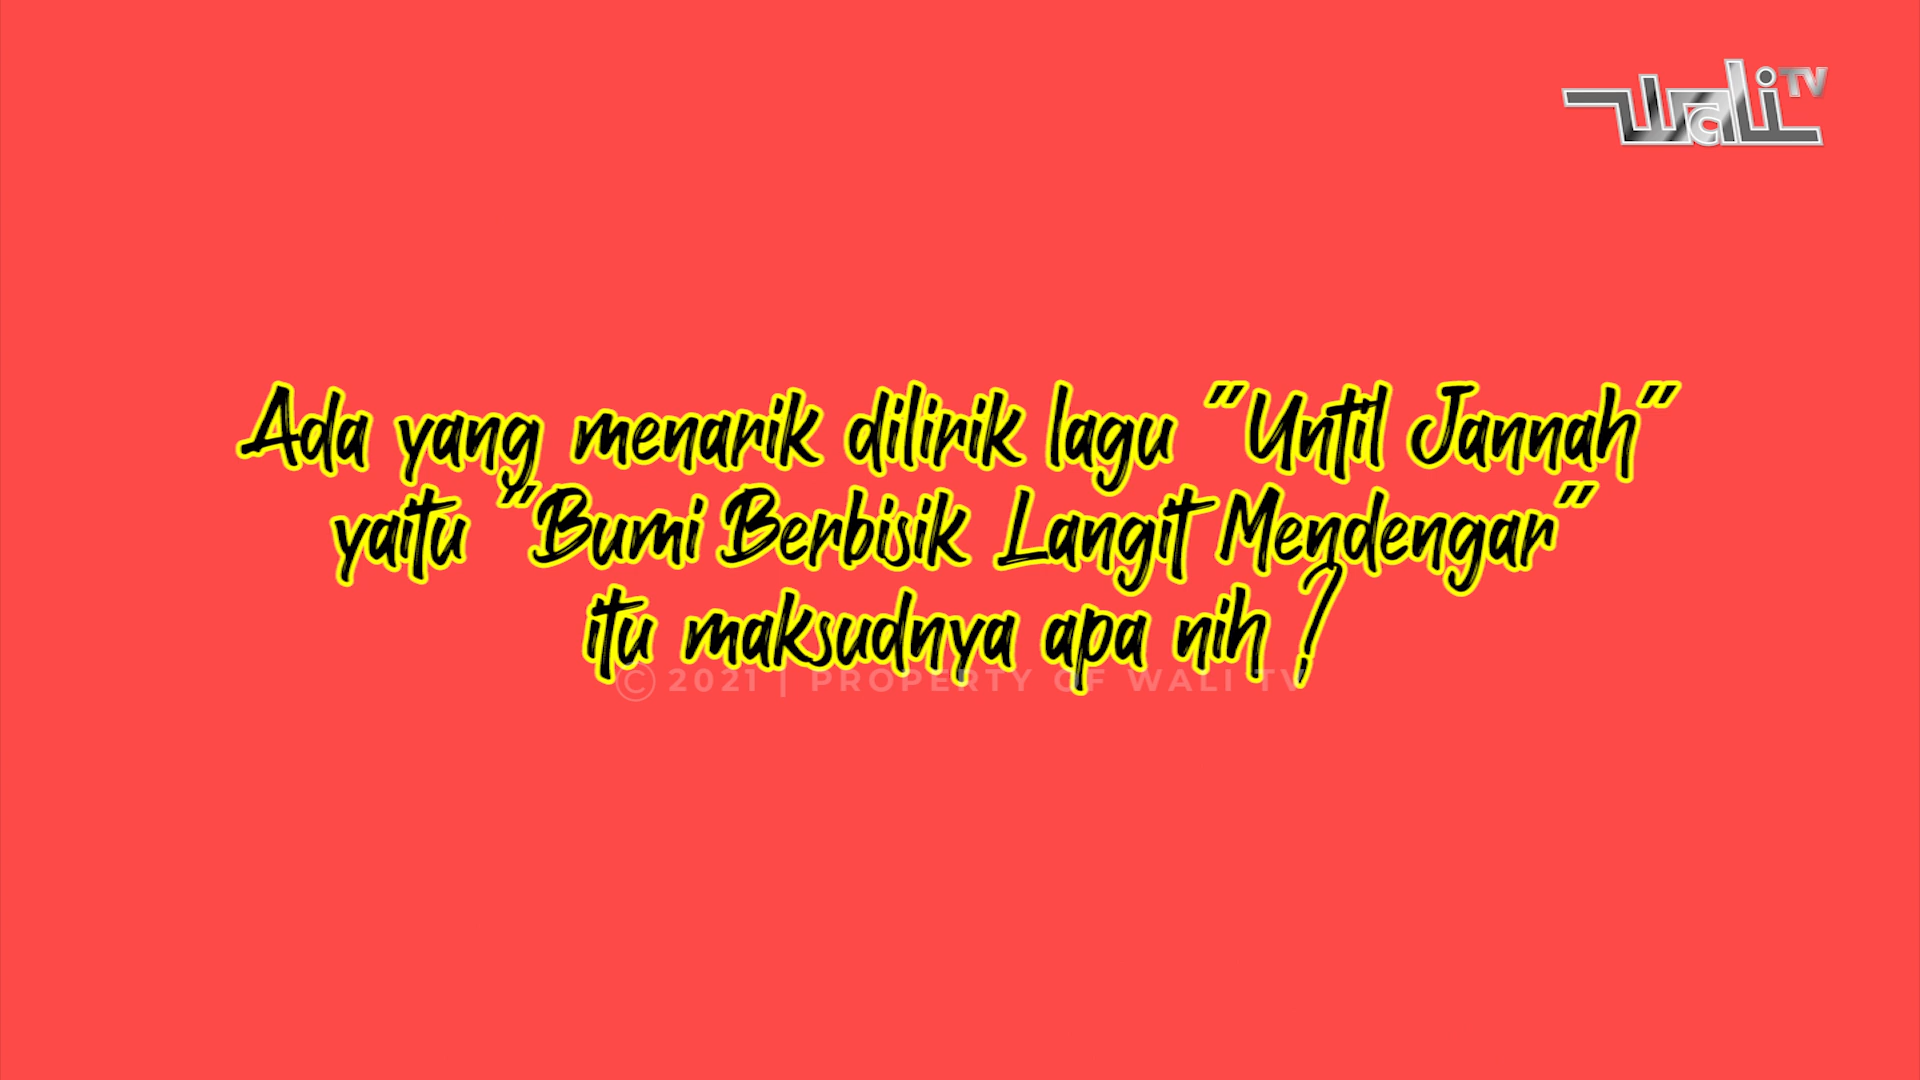 Wali TV
Ada yang menarik dilirik lagu "Until Jannah"
yaitu "Bumi Berbisik Langit Mendengar"
itu maksudnya apa nih ?
© 2021 | PROPERTY OF WALI TV